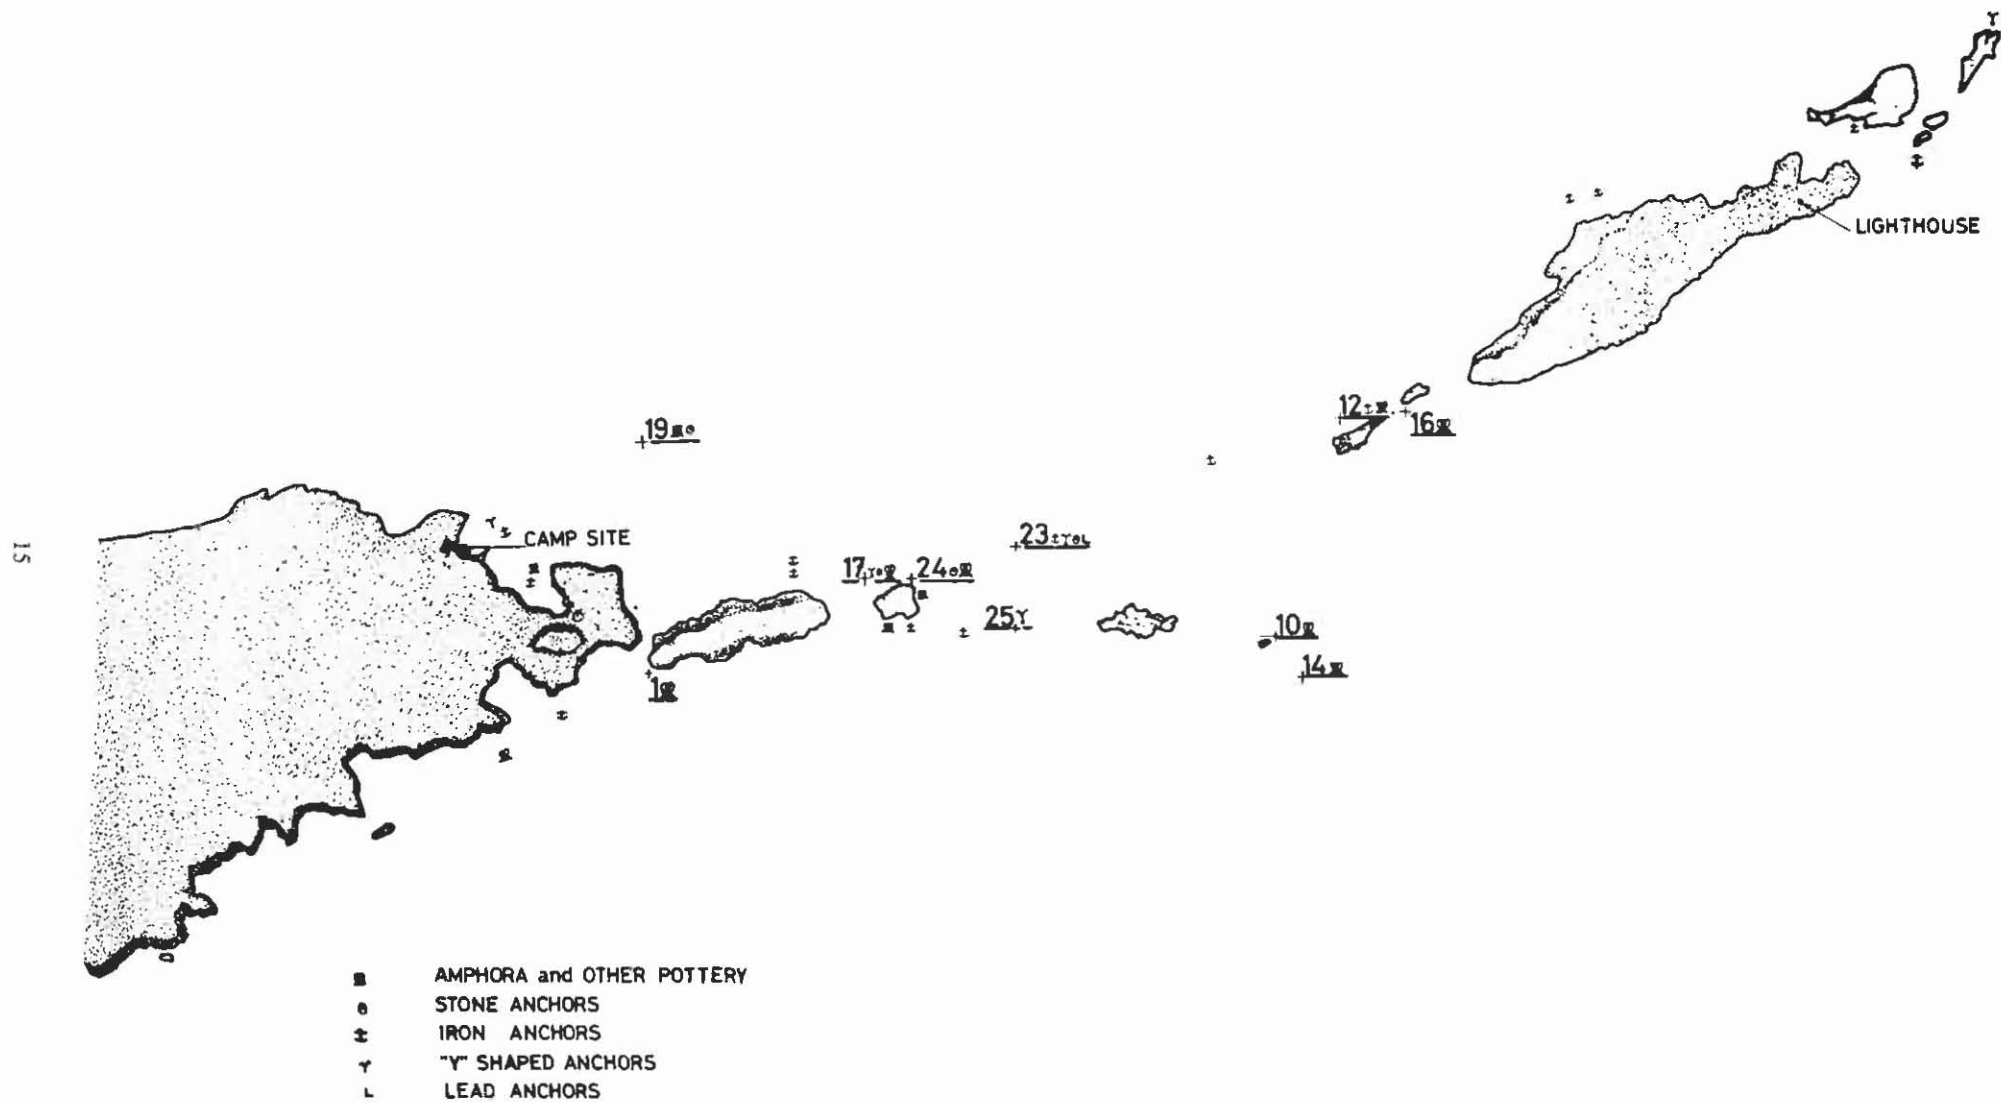 LIGHTHOUSE
12
16
19
CAMP SITE
23
17
24
25
10
14
1
15
AMPHORA and OTHER POTTERY
STONE ANCHORS
IRON ANCHORS
"Y" SHAPED ANCHORS
LEAD ANCHORS